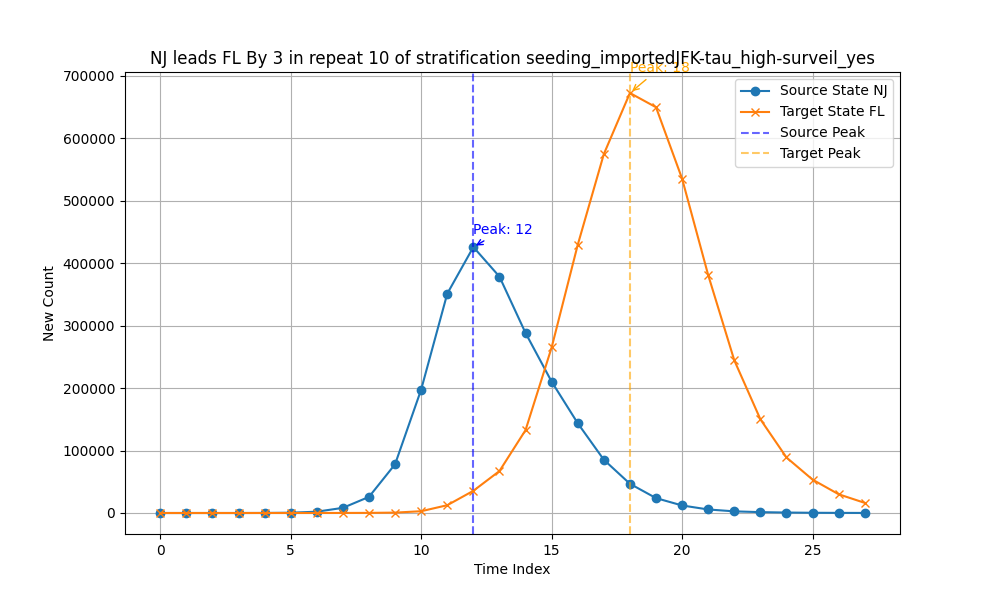 NJ leads FL By 3 in repeat 10 of stratification seeding_importedJFK-tau_high-surveil_yes
Peak: 18
Peak: 12
Source State NJ
Target State FL
Source Peak
Target Peak
New Count
700000
600000
500000
400000
300000
200000
100000
0
0 5 10 15 20 25
Time Index